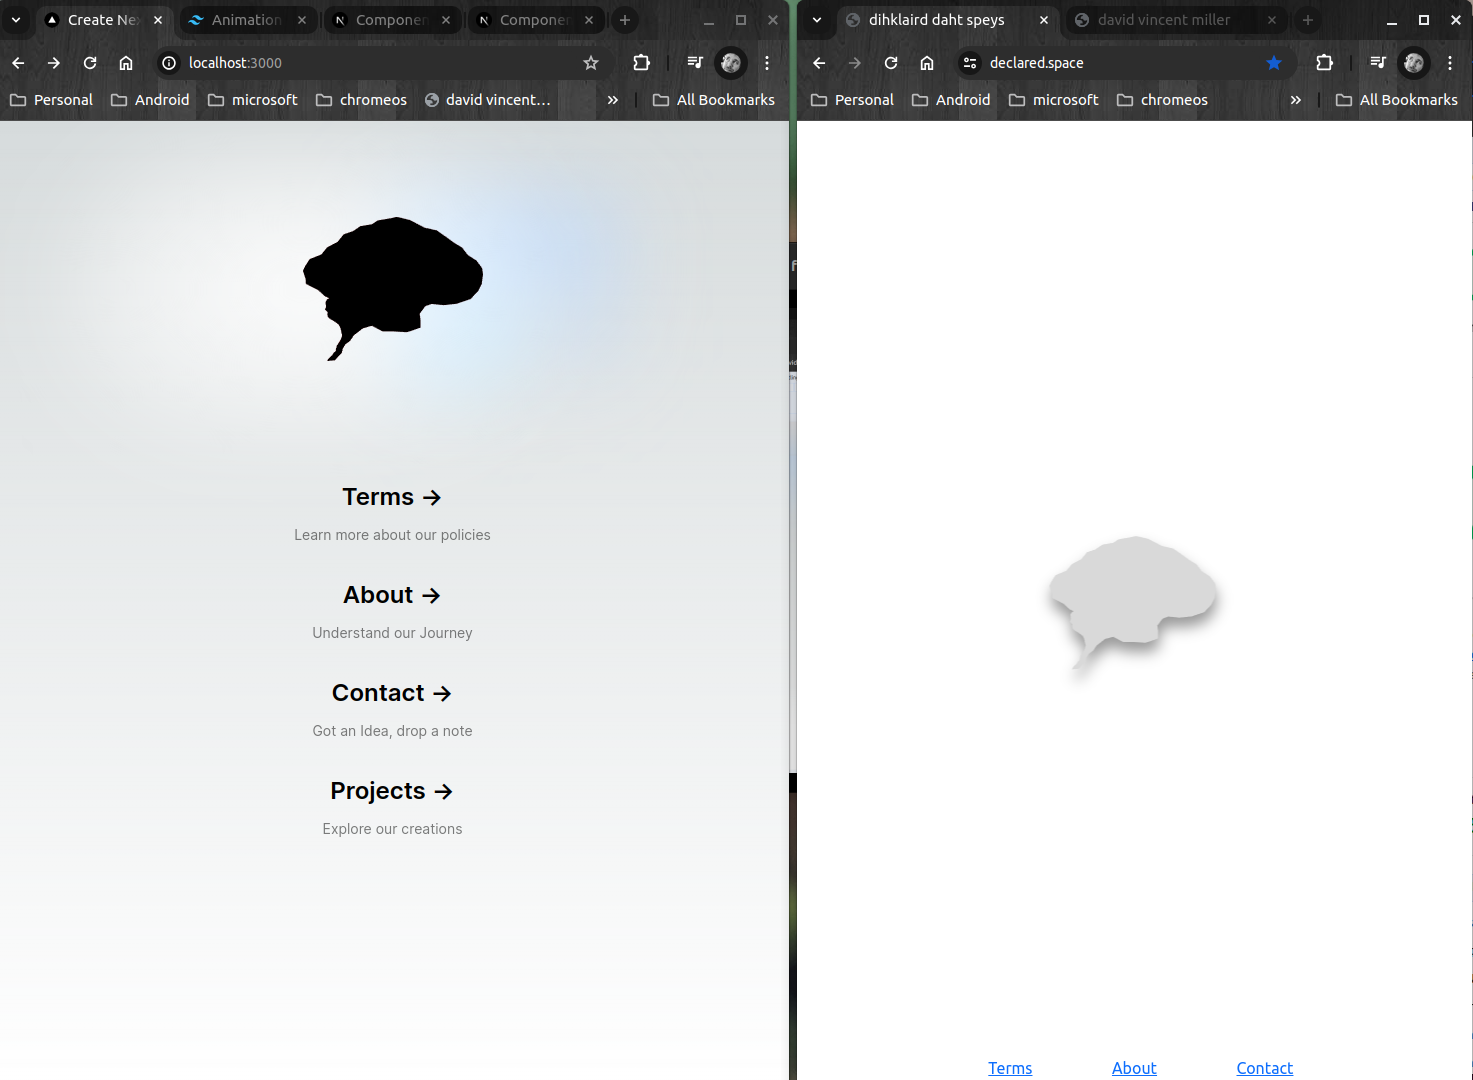 Create Ne
Animation
Componen
Componen
localhost:3000
Personal
Android
microsoft
chromeos
david vincent...
All Bookmarks
Terms →
Learn more about our policies
About →
Understand our Journey
Contact →
Got an Idea, drop a note
Projects →
Explore our creations
dihklaird daht speys
david vincent miller
declared.space
Personal
Android
microsoft
chromeos
All Bookmarks
Terms
About
Contact